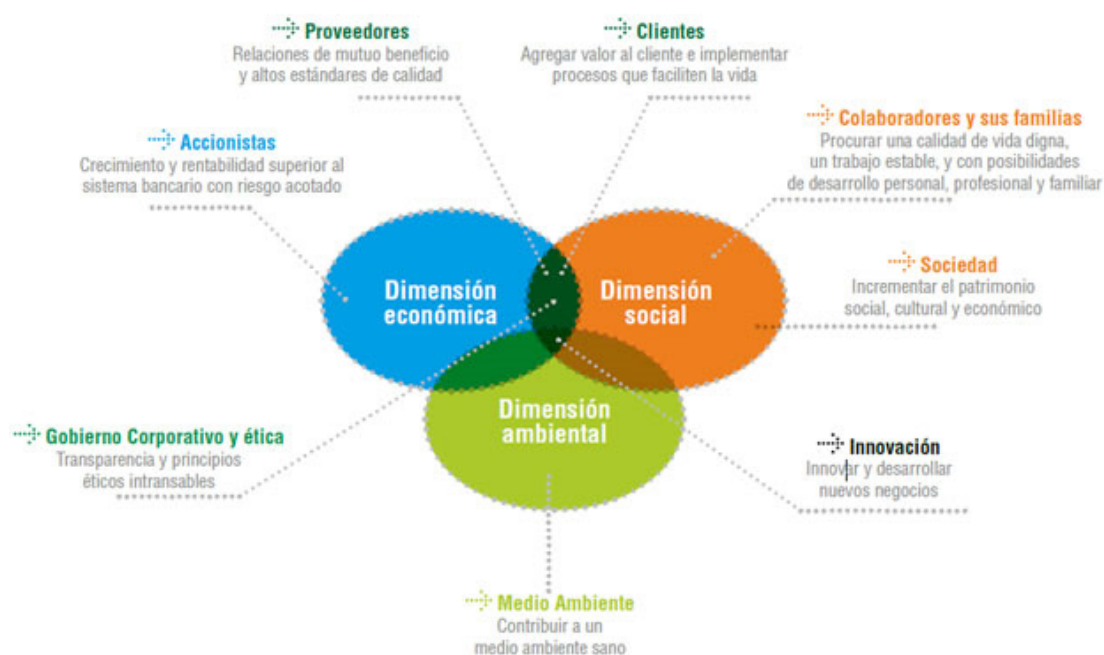 Proveedores
Relaciones de mutuo beneficio
y altos estándares de calidad
Clientes
Agregar valor al cliente e implementar
procesos que faciliten la vida
Accionistas
Crecimiento y rentabilidad superior al
sistema bancario con riesgo acotado
Colaboradores y sus familias
Procurar una calidad de vida digna,
un trabajo estable, y con posibilidades
de desarrollo personal, profesional y familiar
Dimensión
económica
Dimensión
social
Sociedad
Incrementar el patrimonio
social, cultural y económico
Dimensión
ambiental
Gobierno Corporativo y ética
Transparencia y principios
éticos intransables
Innovación
Innovar y desarrollar
nuevos negocios
Medio Ambiente
Contribuir a un
medio ambiente sano